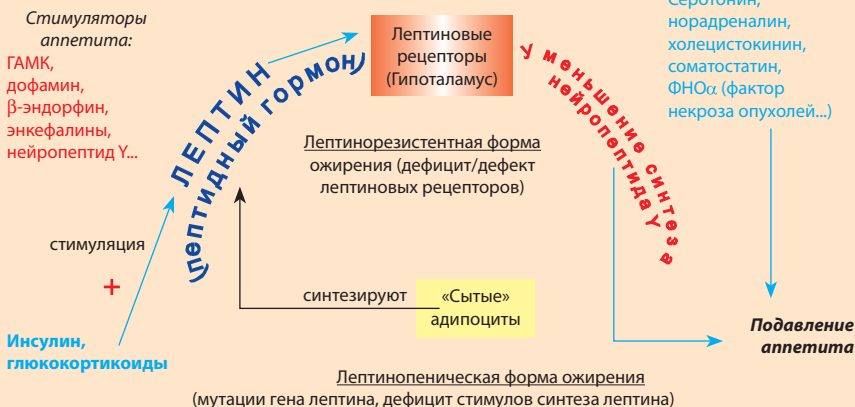 Стимуляторы
аппетита:
ГАМК,
дофамин,
β-эндорфин,
энкефалины,
нейропептид Y...
ЛЕПТИН
(пептидный гормон)
Лептиновые
рецепторы
(Гипоталамус)
Уменьшение синтеза
нейропептида Y
Серотонин,
норадреналин,
холецистокинин,
соматостатин,
ФНОα (фактор
некроза опухолей...)
Лептинорезистентная форма
ожирения (дефицит/дефект
лептиновых рецепторов)
стимуляция
+
синтезируют
«Сытые»
адипоциты
Инсулин,
глюкокортикоиды
Подавление
аппетита
Лептинопеническая форма ожирения
(мутации гена лептина, дефицит стимулов синтеза лептина)